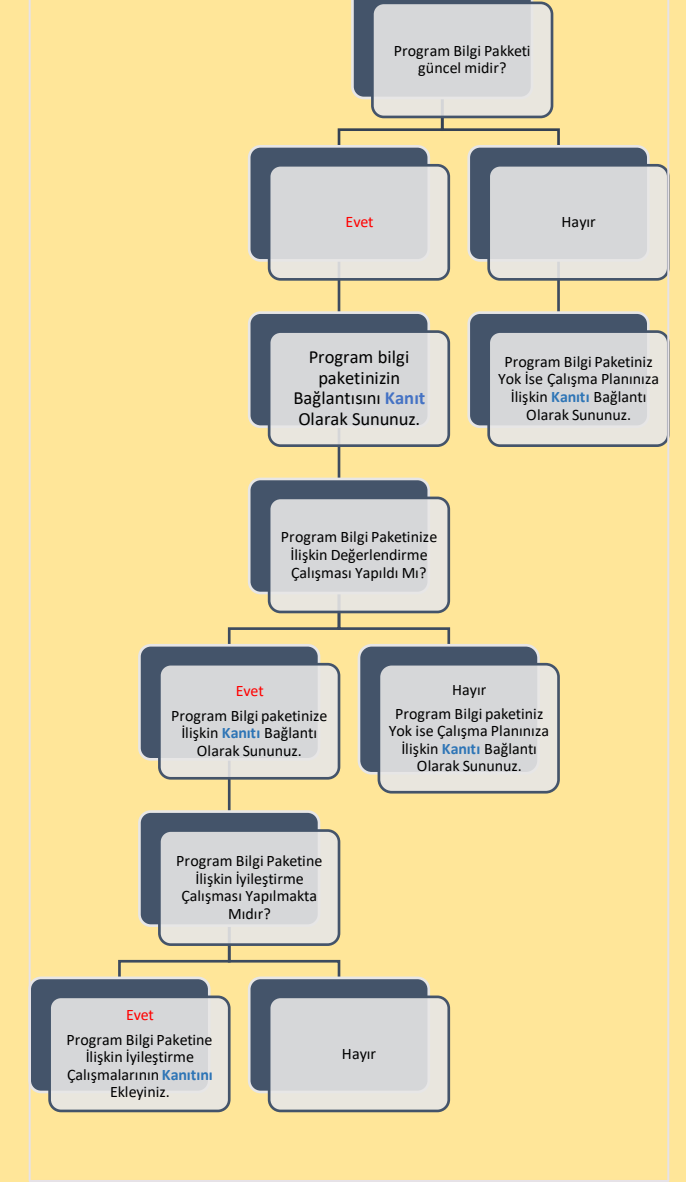 Program Bilgi Pakketi
güncel midir?
Evet
Hayır
Program bilgi
paketinizin
Bağlantısını Kanıt
Olarak Sununuz.
Program Bilgi Paketiniz
Yok İse Çalışma Planınıza
İlişkin Kanıtı Bağlantı
Olarak Sununuz.
Program Bilgi Paketinize
İlişkin Değerlendirme
Çalışması Yapıldı Mı?
Evet
Program Bilgi paketinize
İlişkin Kanıtı Bağlantı
Olarak Sununuz.
Hayır
Program Bilgi paketiniz
Yok ise Çalışma Planınıza
İlişkin Kanıtı Bağlantı
Olarak Sununuz.
Program Bilgi Paketine
İlişkin İyileştirme
Çalışması Yapılmakta
Mıdır?
Evet
Program Bilgi Paketine
İlişkin İyileştirme
Çalışmalarının Kanıtını
Ekleyiniz.
Hayır